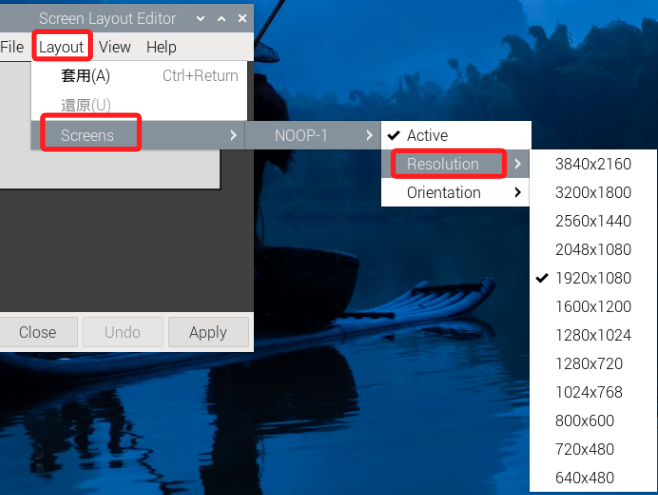 Screen Layout Editor
File Layout View Help
套用(A) Ctrl+Return
還原(U)
Screens
NOOP-1
Active
Resolution
Orientation
3840x2160
3200x1800
2560x1440
2048x1080
1920x1080
1600x1200
1280x1024
1280x720
1024x768
800x600
720x480
640x480
Close Undo Apply